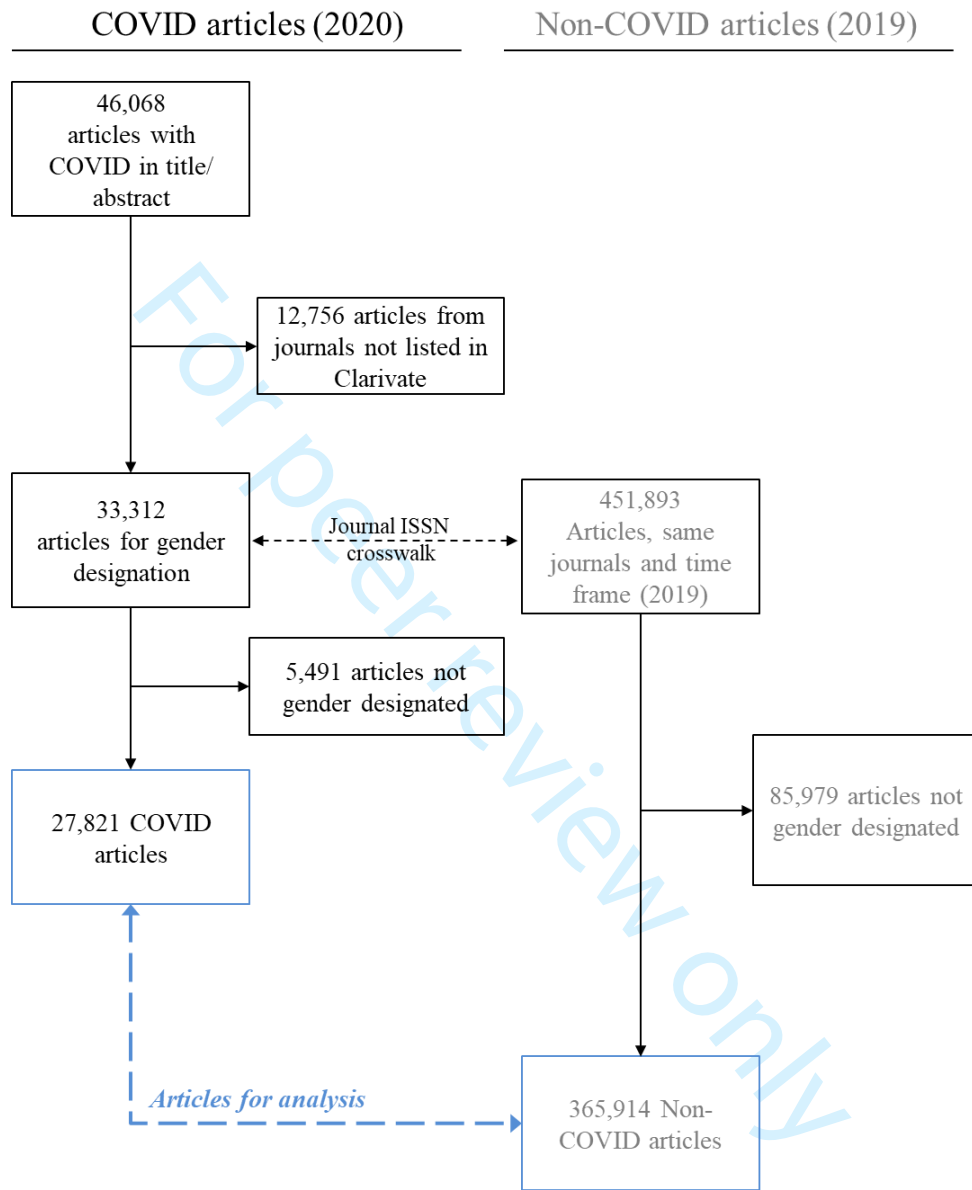 COVID articles (2020)
Non-COVID articles (2019)
46,068
articles with
COVID in title/
abstract
12,756 articles from
journals not listed in
Clarivate
33,312
articles for gender
designation
Journal ISSN
crosswalk
451,893
Articles, same
journals and time
frame (2019)
5,491 articles not
gender designated
85,979 articles not
gender designated
27,821 COVID
articles
Articles for analysis
365,914 Non-
COVID articles
For peer review only